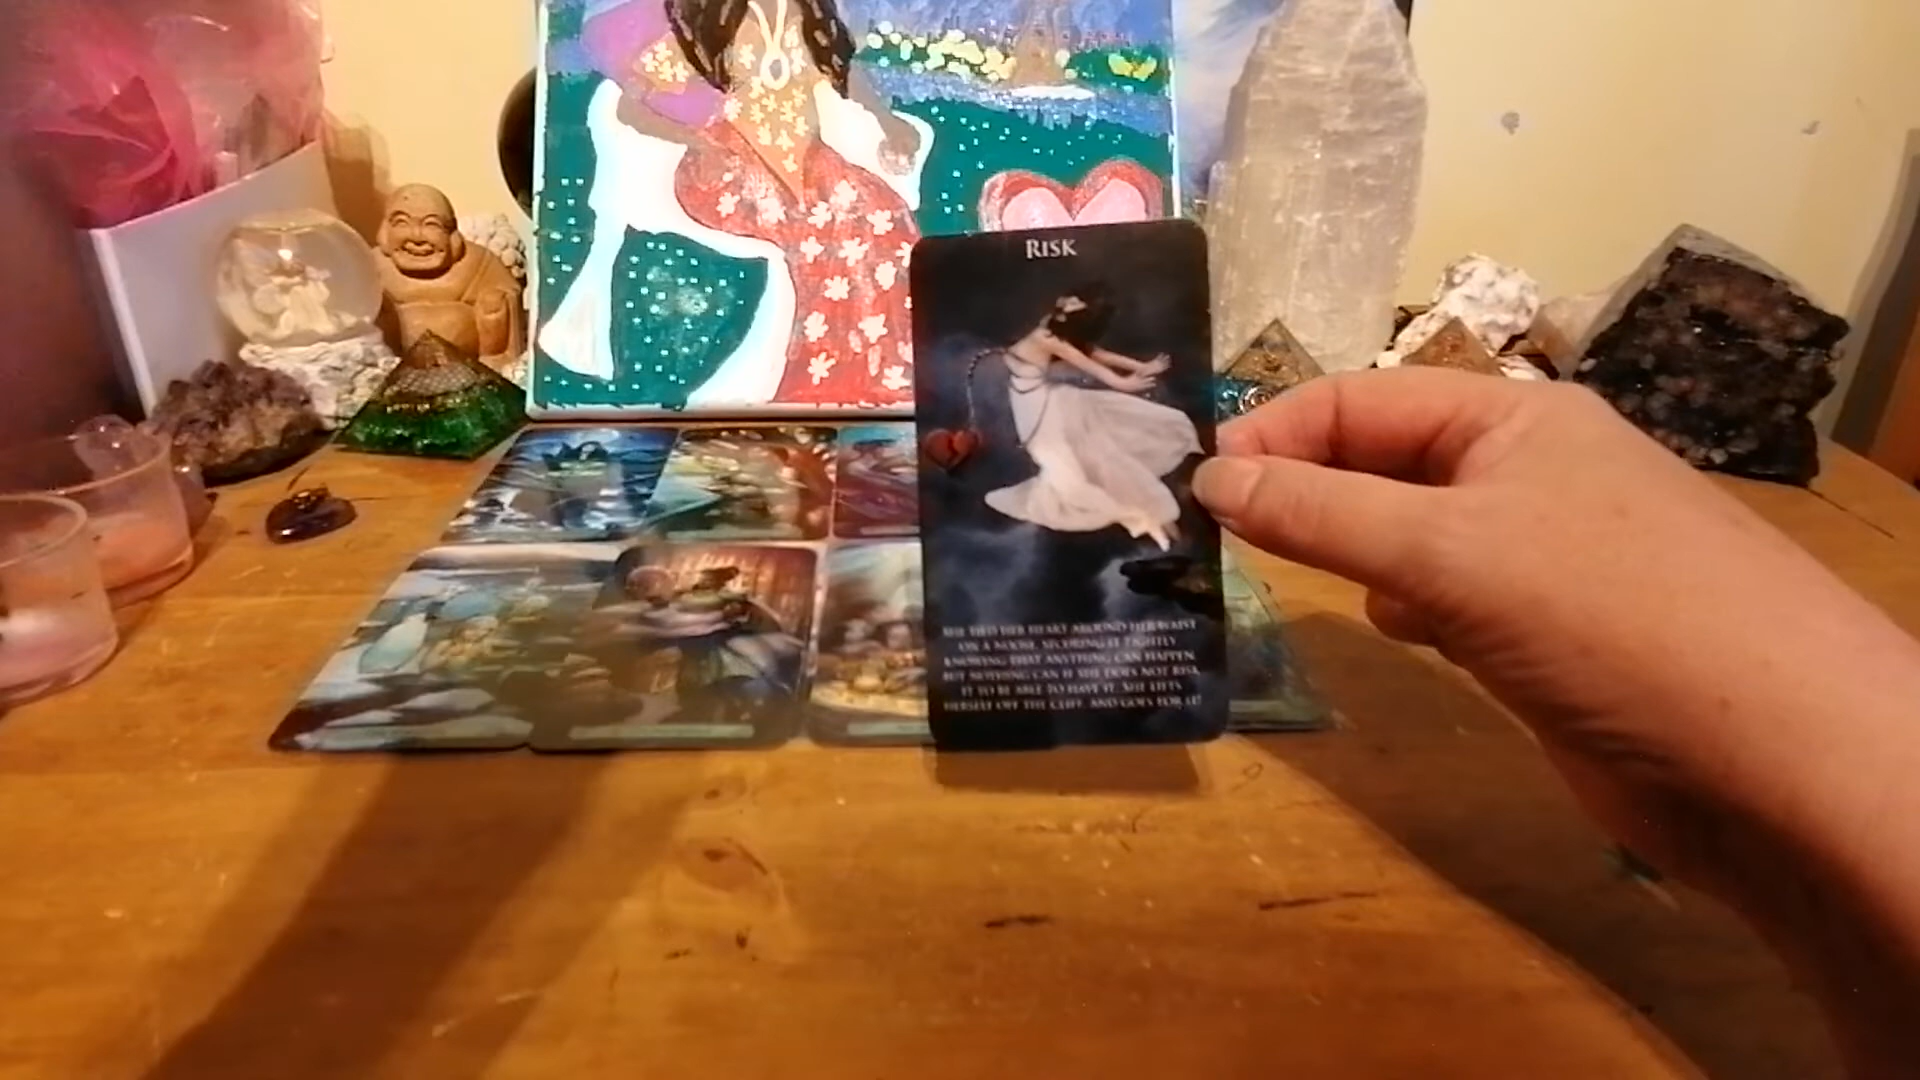 RISK
SHE TIED HER HEART AROUND HER WAIST
ON A NOOSE, SECURING IT TIGHTLY
KNOWING THAT ANYTHING CAN HAPPEN,
BUT NOTHING CAN IF SHE DOES NOT RISK
IT TO BE ABLE TO HAVE IT. SHE LIFTS
HERSELF OFF THE CLIFF, AND GOES FOR IT!